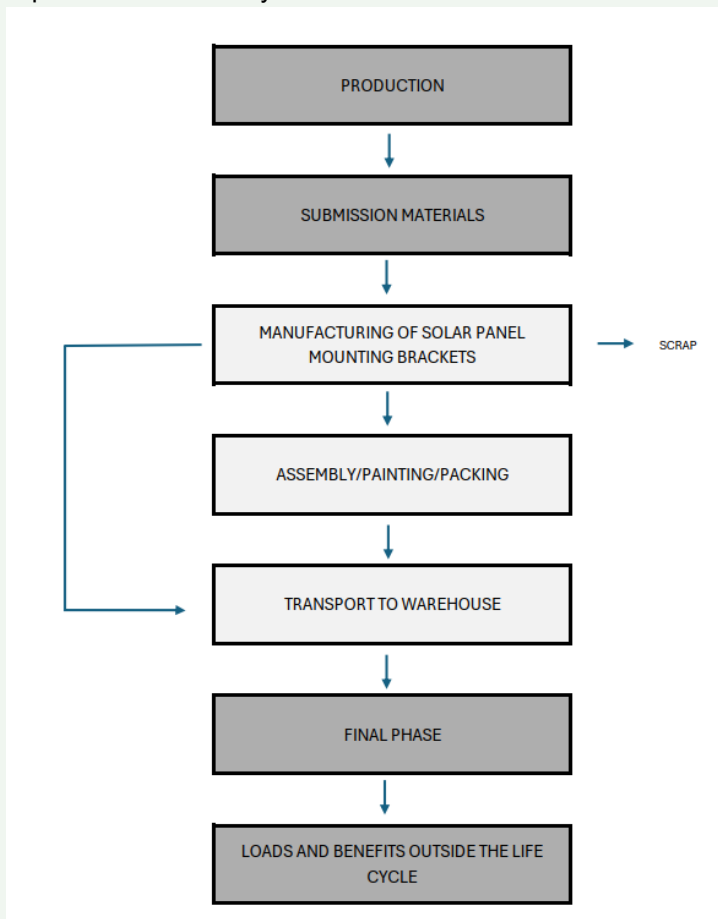 PRODUCTION
SUBMISSION MATERIALS
MANUFACTURING OF SOLAR PANEL
MOUNTING BRACKETS
SCRAP
ASSEMBLY/PAINTING/PACKING
TRANSPORT TO WAREHOUSE
FINAL PHASE
LOADS AND BENEFITS OUTSIDE THE LIFE
CYCLE